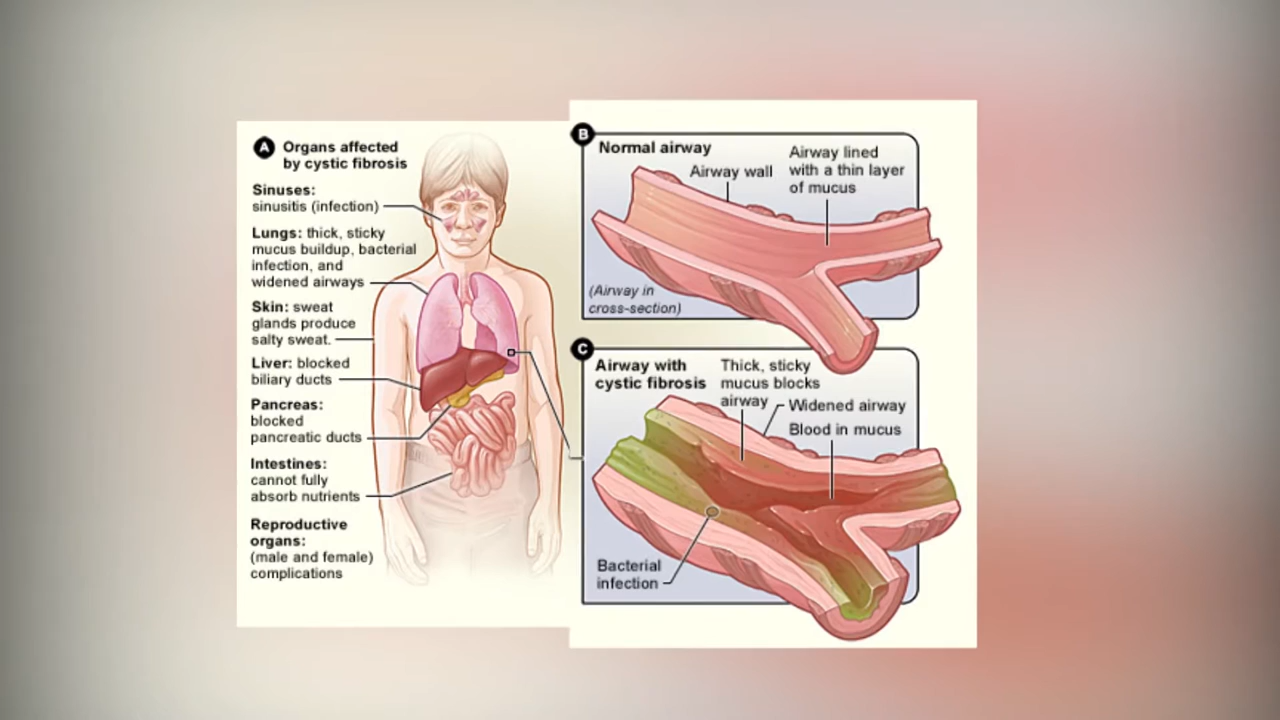 A
Organs affected
by cystic fibrosis
Sinuses:
sinusitis (infection)
Lungs: thick, sticky
mucus buildup, bacterial
infection, and
widened airways
Skin: sweat
glands produce
salty sweat.
Liver: blocked
biliary ducts
Pancreas:
blocked
pancreatic ducts
Intestines:
cannot fully
absorb nutrients
Reproductive
organs:
(male and female)
complications
B
Normal airway
Airway wall
Airway lined
with a thin layer
of mucus
(Airway in
cross-section)
C
Airway with
cystic fibrosis
Thick, sticky
mucus blocks
airway
Widened airway
Blood in mucus
Bacterial
infection